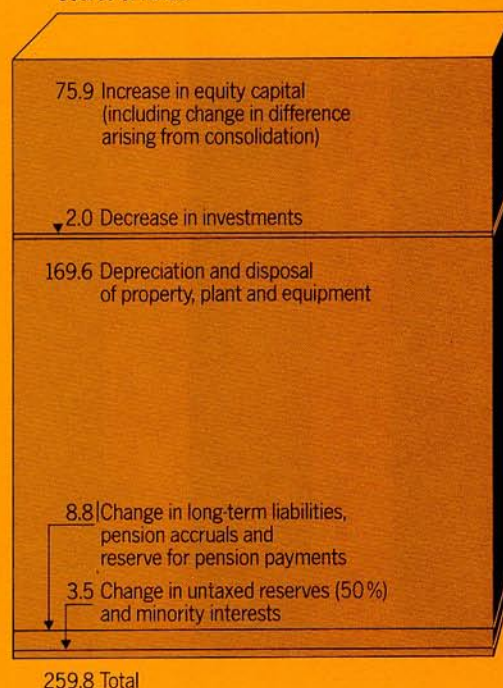 75.9 Increase in equity capital
(including change in difference
arising from consolidation)
2.0 Decrease in investments
169.6 Depreciation and disposal
of property, plant and equipment
8.8 Change in long-term liabilities,
pension accruals and
reserve for pension payments
3.5 Change in untaxed reserves (50%)
and minority interests
259.8 Total